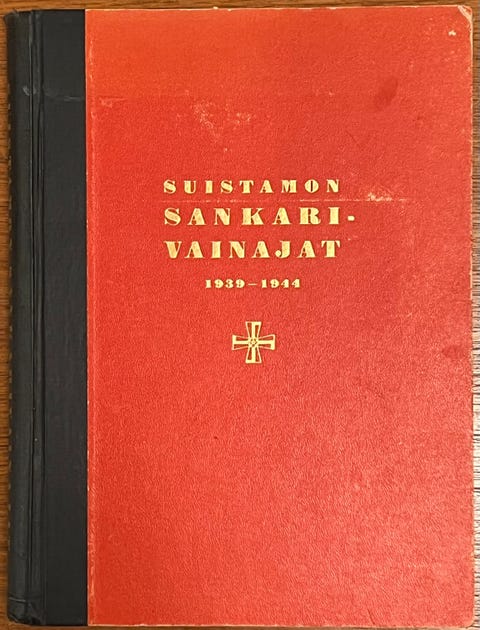 SUISTAMON
SANKARI-
VAINAJAT
1939–1944